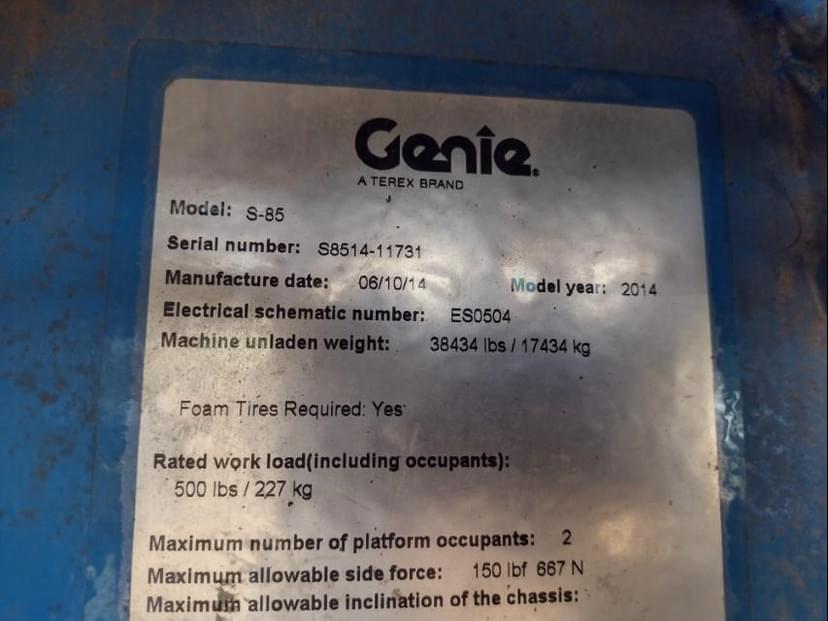 Genie
A TEREX BRAND
Model: S-85
Serial number: S8514-11731
Manufacture date: 06/10/14 Model year: 2014
Electrical schematic number: ES0504
Machine unladen weight: 38434 lbs / 17434 kg
Foam Tires Required: Yes
Rated work load(including occupants):
500 lbs / 227 kg
Maximum number of platform occupants: 2
Maximum allowable side force: 150 lbf 667 N
Maximum allowable inclination of the chassis: